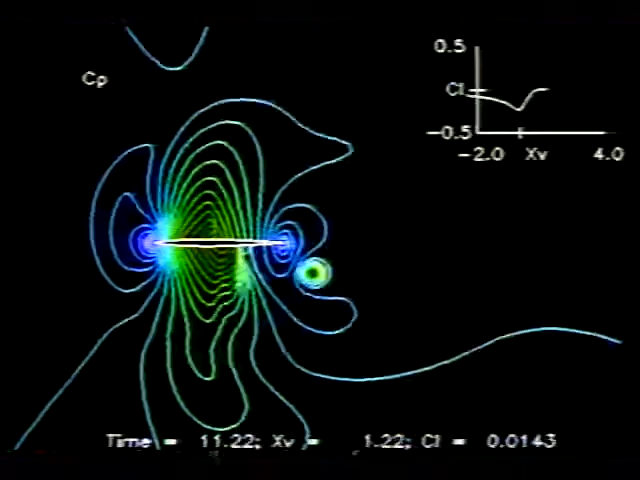 0.5
Cp
Cl
-0.5
-2.0 Xv 4.0
Time = 11.22; Xv = 1.22; Cl = 0.0143